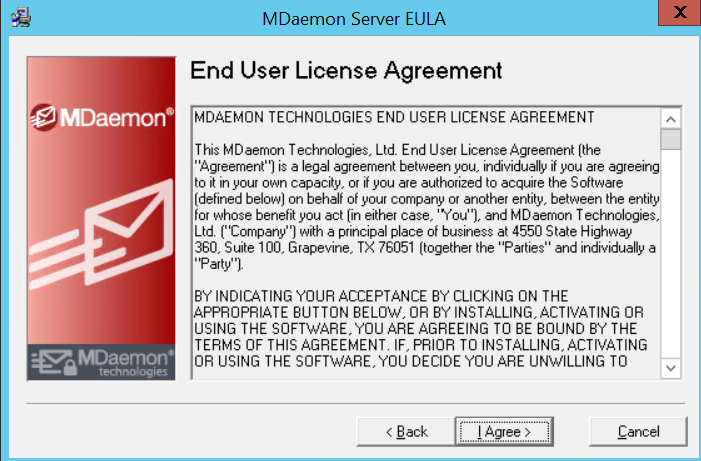 MDaemon Server EULA
End User License Agreement
MDaemon®
MDAEMON TECHNOLOGIES END USER LICENSE AGREEMENT
This MDaemon Technologies, Ltd. End User License Agreement (the
"Agreement") is a legal agreement between you, individually if you are agreeing
to it in your own capacity, or if you are authorized to acquire the Software
(defined below) on behalf of your company or another entity, between the entity
for whose benefit you act (in either case, "You"), and MDaemon Technologies,
Ltd. ("Company") with a principal place of business at 4550 State Highway
360, Suite 100, Grapevine, TX 76051 (together the "Parties" and individually a
"Party").
BY INDICATING YOUR ACCEPTANCE BY CLICKING ON THE
APPROPRIATE BUTTON BELOW, OR BY INSTALLING, ACTIVATING OR
USING THE SOFTWARE, YOU ARE AGREEING TO BE BOUND BY THE
TERMS OF THIS AGREEMENT. IF, PRIOR TO INSTALLING, ACTIVATING
OR USING THE SOFTWARE, YOU DECIDE YOU ARE UNWILLING TO
MDaemon®
technologies
< Back
I Agree >
Cancel